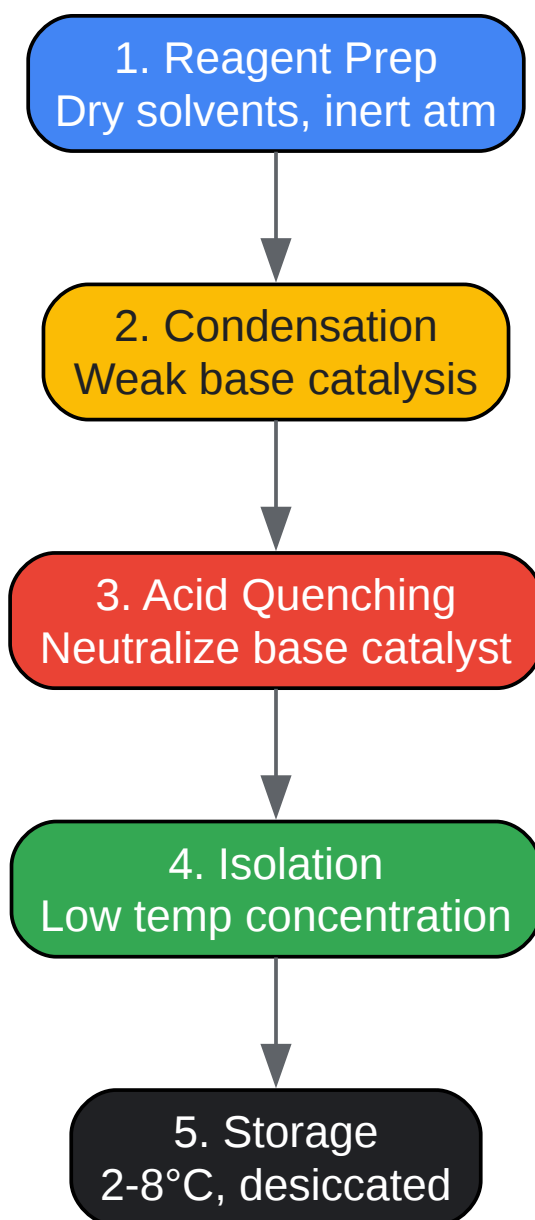 1. Reagent Prep
Dry solvents, inert atm
2. Condensation
Weak base catalysis
3. Acid Quenching
Neutralize base catalyst
4. Isolation
Low temp concentration
5. Storage
2-8°C, desiccated